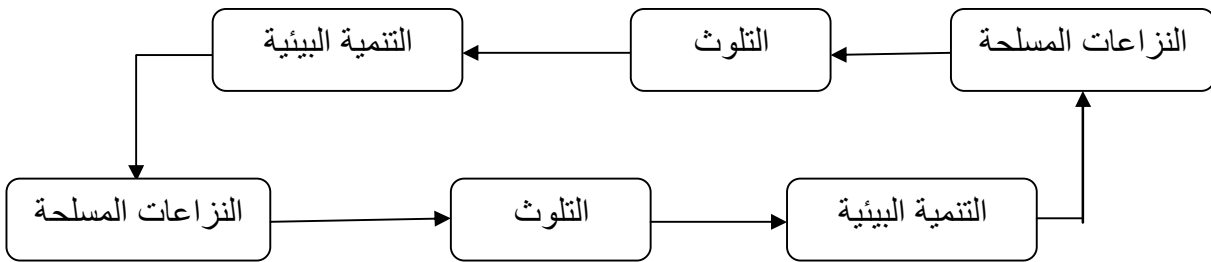 النزاعات المسلحة
التلوث
التنمية البيئية
النزاعات المسلحة
التلوث
التنمية البيئية